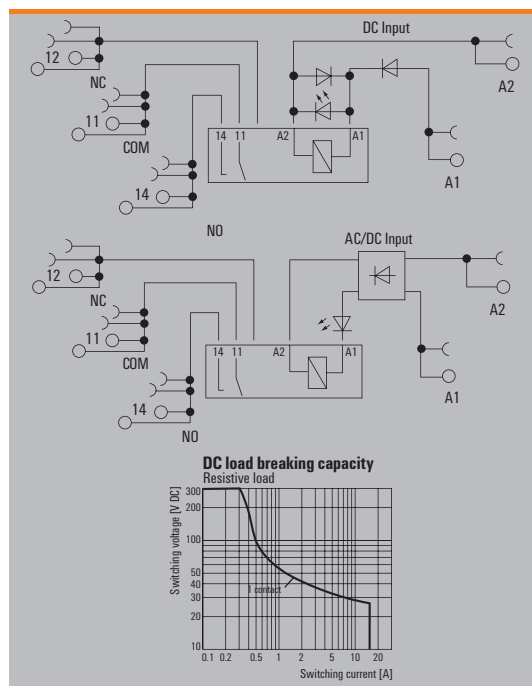 DC Input
12
NC
A2
11
COM
14 11 A2 A1
A1
14
NO
AC/DC Input
12
NC
A2
11
COM
14 11 A2 A1
A1
14
NO
DC load breaking capacity
Resistive load
Switching voltage [V DC]
300
200
100
50
40
30
20
10
1 contact
0.1 0.2 0.5 1 2 5 10 20
Switching current [A]